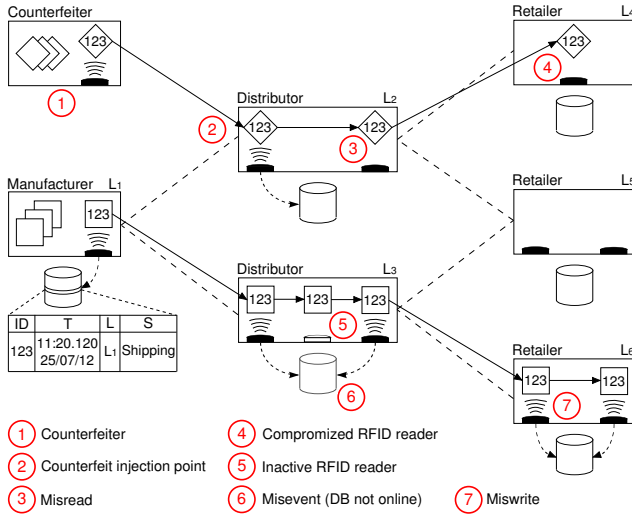 Counterfeiter
123
1
Retailer L4
123
4
Distributor L2
2
123
123
3
Manufacturer L1
123
Retailer L5
Distributor L3
123
123
123
5
6
ID T L S
123 11:20.120 25/07/12 L1 Shipping
Retailer L6
123
123
7
1 Counterfeiter
2 Counterfeit injection point
3 Misread
4 Compromized RFID reader
5 Inactive RFID reader
6 Misevent (DB not online)
7 Miswrite